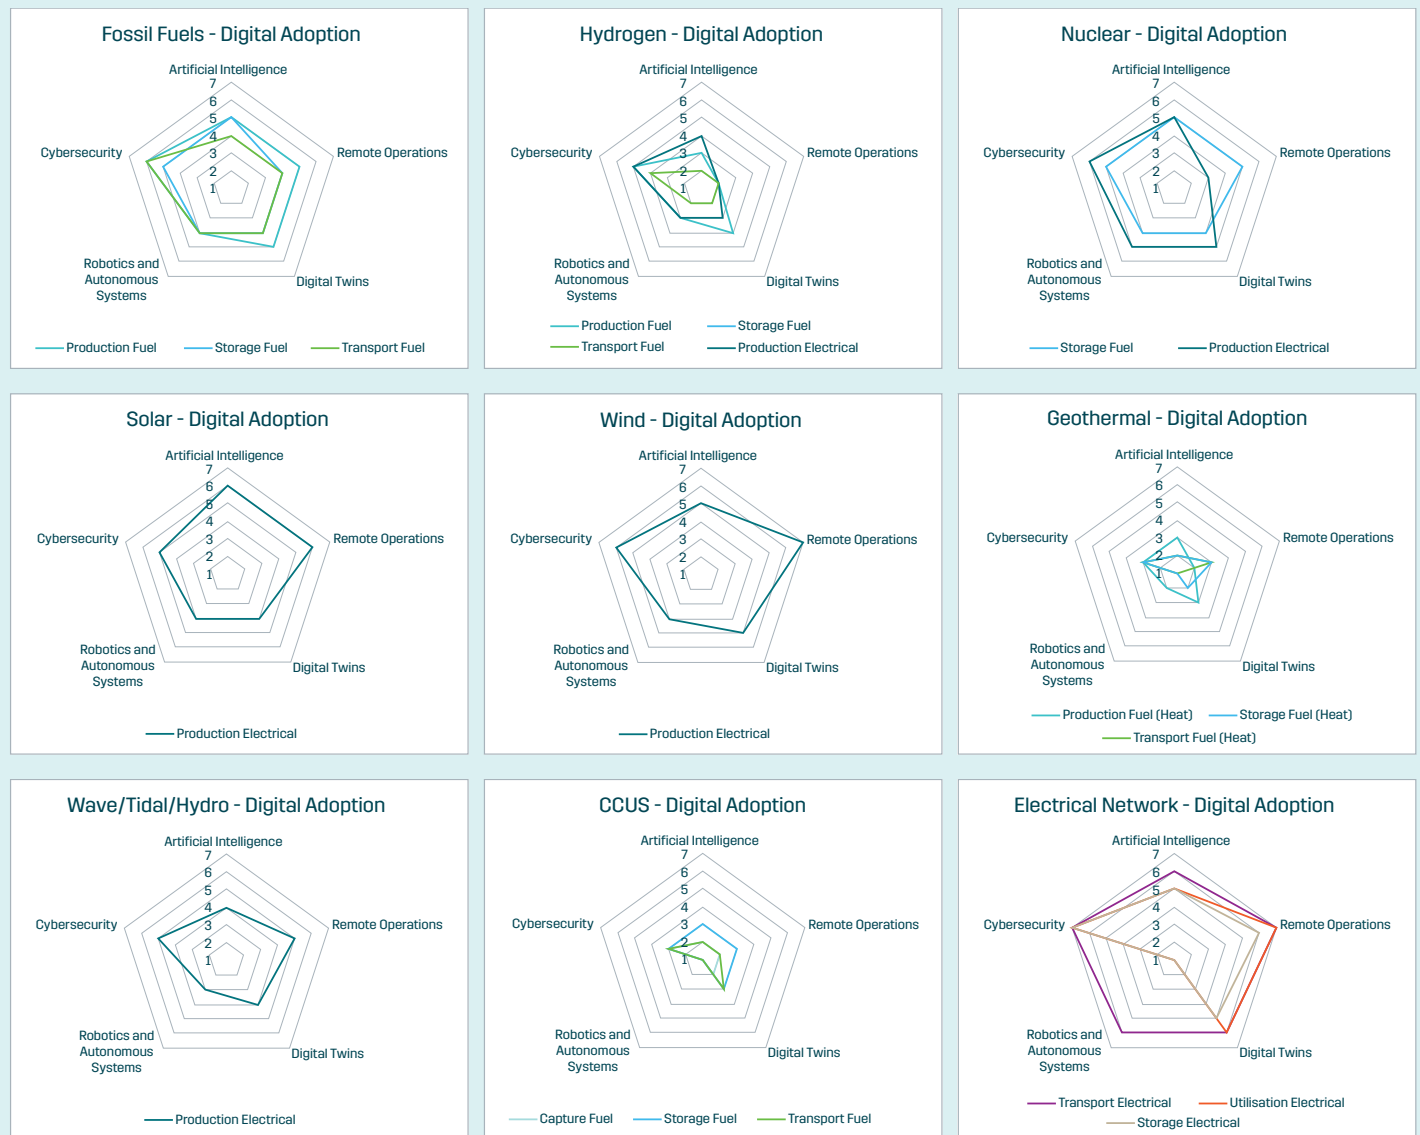 Fossil Fuels - Digital Adoption
Artificial Intelligence
7
6
5
4
3
2
1
Cybersecurity
Remote Operations
Robotics and
Autonomous
Systems
Digital Twins
Production Fuel
Storage Fuel
Transport Fuel
Hydrogen - Digital Adoption
Artificial Intelligence
7
6
5
4
3
2
1
Cybersecurity
Remote Operations
Robotics and
Autonomous
Systems
Digital Twins
Production Fuel
Storage Fuel
Transport Fuel
Production Electrical
Nuclear - Digital Adoption
Artificial Intelligence
7
6
5
4
3
2
1
Cybersecurity
Remote Operations
Robotics and
Autonomous
Systems
Digital Twins
Storage Fuel
Production Electrical
Solar - Digital Adoption
Artificial Intelligence
7
6
5
4
3
2
1
Cybersecurity
Remote Operations
Robotics and
Autonomous
Systems
Digital Twins
Production Electrical
Wind - Digital Adoption
Artificial Intelligence
7
6
5
4
3
2
1
Cybersecurity
Remote Operations
Robotics and
Autonomous
Systems
Digital Twins
Production Electrical
Geothermal - Digital Adoption
Artificial Intelligence
7
6
5
4
3
2
1
Cybersecurity
Remote Operations
Robotics and
Autonomous
Systems
Digital Twins
Production Fuel (Heat)
Storage Fuel (Heat)
Transport Fuel (Heat)
Wave/Tidal/Hydro - Digital Adoption
Artificial Intelligence
7
6
5
4
3
2
1
Cybersecurity
Remote Operations
Robotics and
Autonomous
Systems
Digital Twins
Production Electrical
CCUS - Digital Adoption
Artificial Intelligence
7
6
5
4
3
2
1
Cybersecurity
Remote Operations
Robotics and
Autonomous
Systems
Digital Twins
Capture Fuel
Storage Fuel
Transport Fuel
Electrical Network - Digital Adoption
Artificial Intelligence
7
6
5
4
3
2
1
Cybersecurity
Remote Operations
Robotics and
Autonomous
Systems
Digital Twins
Transport Electrical
Utilisation Electrical
Storage Electrical